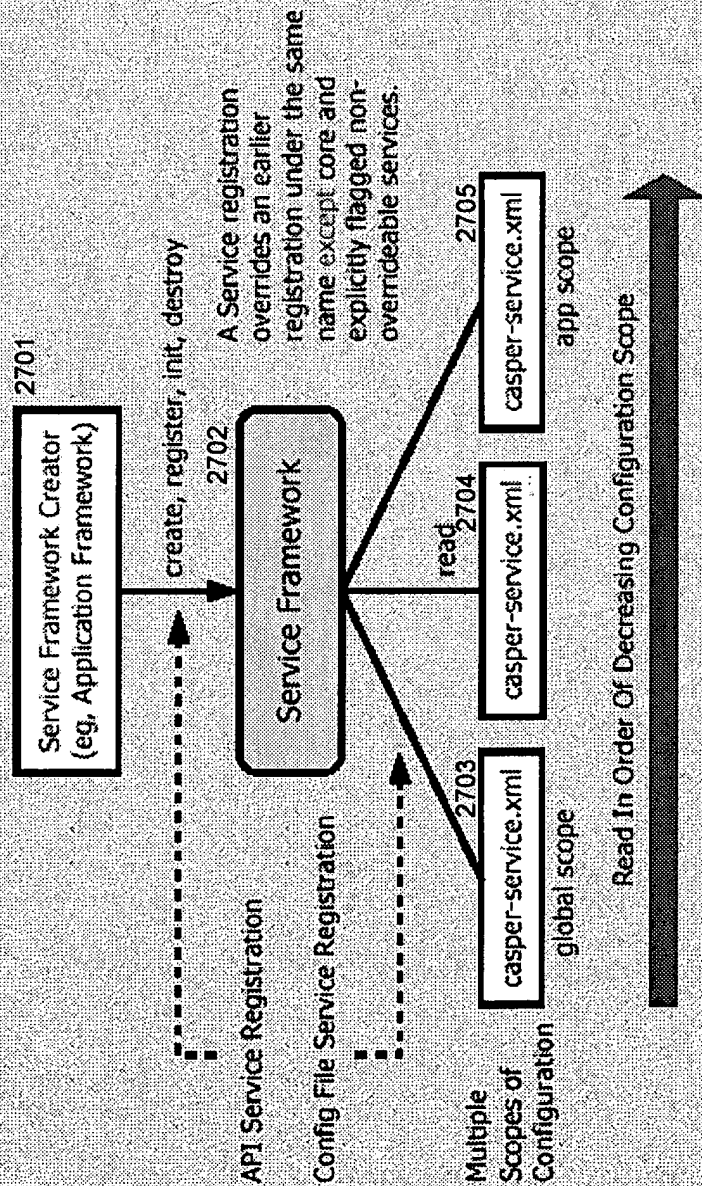 2701
Service Framework Creator
(eg, Application Framework)
create, register, init, destroy
2702
Service Framework
A Service registration
overrides an earlier
registration under the same
name except core and
explicitly flagged non-
overrideable services.
API Service Registration
Config File Service Registration
read
2703
2704
2705
casper-service.xml
casper-service.xml
casper-service.xml
global scope
app scope
Multiple
Scopes of
Configuration
Read In Order Of Decreasing Configuration Scope